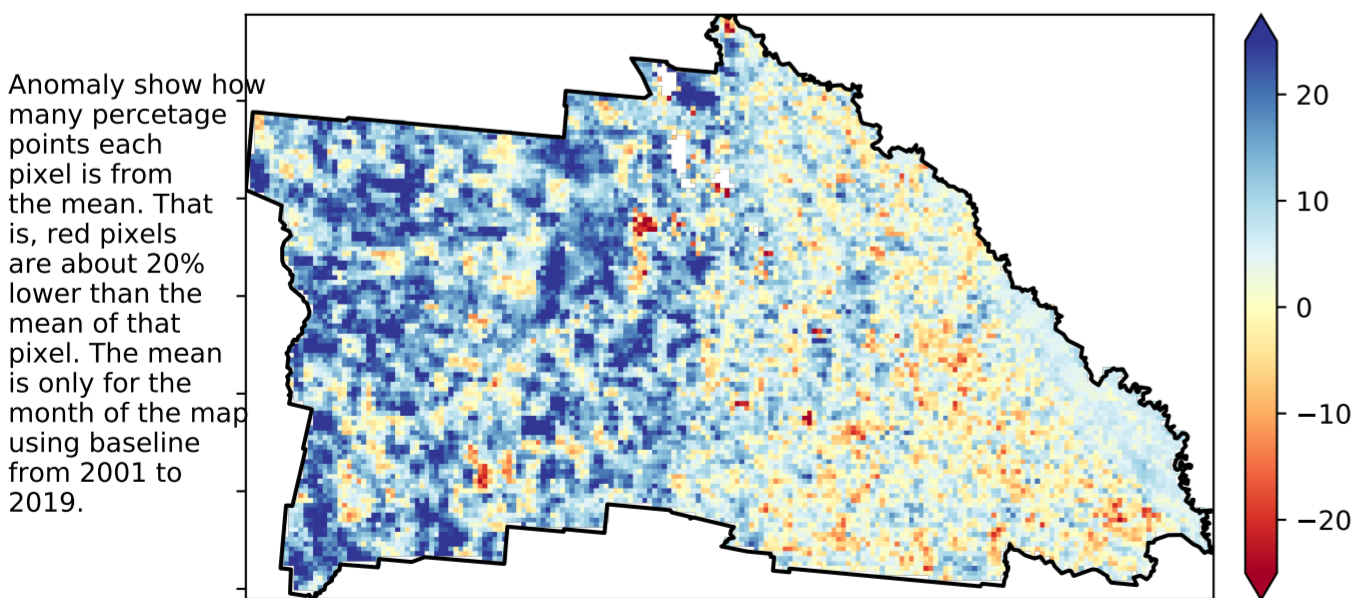 Anomaly show how
many percetage
points each
pixel is from
the mean. That
is, red pixels
are about 20%
lower than the
mean of that
pixel. The mean
is only for the
month of the map
using baseline
from 2001 to
2019.
20
10
0
−10
−20